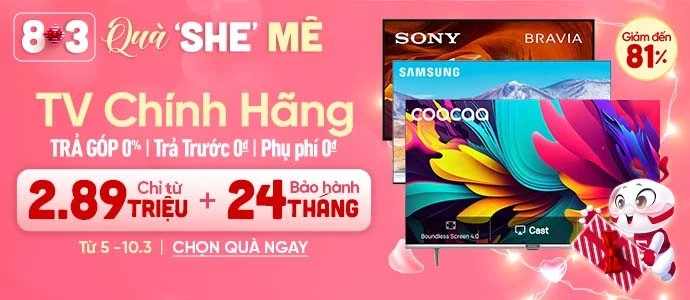 8 3 Quà 'SHE' MÊ
TV Chính Hãng
TRẢ GÓP 0% | Trả Trước 0đ | Phụ phí 0đ
Chỉ từ
2.89 TRIỆU + 24 THÁNG
Bảo hành
Từ 5 -10.3 | CHỌN QUÀ NGAY
SONY
BRAVIA
SAMSUNG
coocaa
Boundless Screen 4.0
Cast
Giảm đến
81%